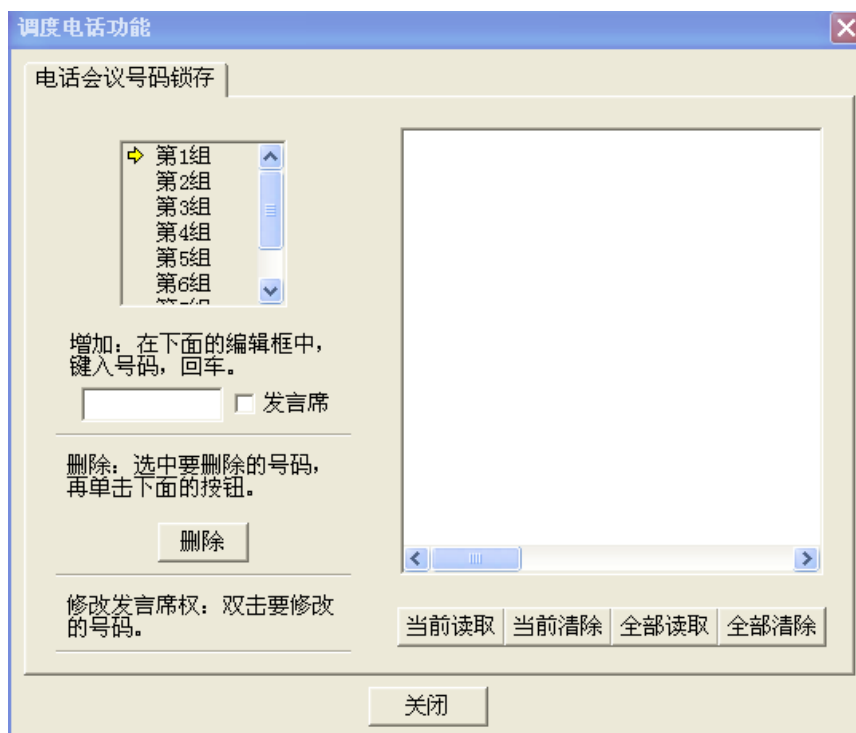 调度电话功能
电话会议号码锁存
第1组
第2组
第3组
第4组
第5组
第6组
增加：在下面的编辑框中，
键入号码，回车。
发言席
删除：选中要删除的号码，
再单击下面的按钮。
删除
修改发言席权：双击要修改
的号码。
当前读取 当前清除 全部读取 全部清除
关闭